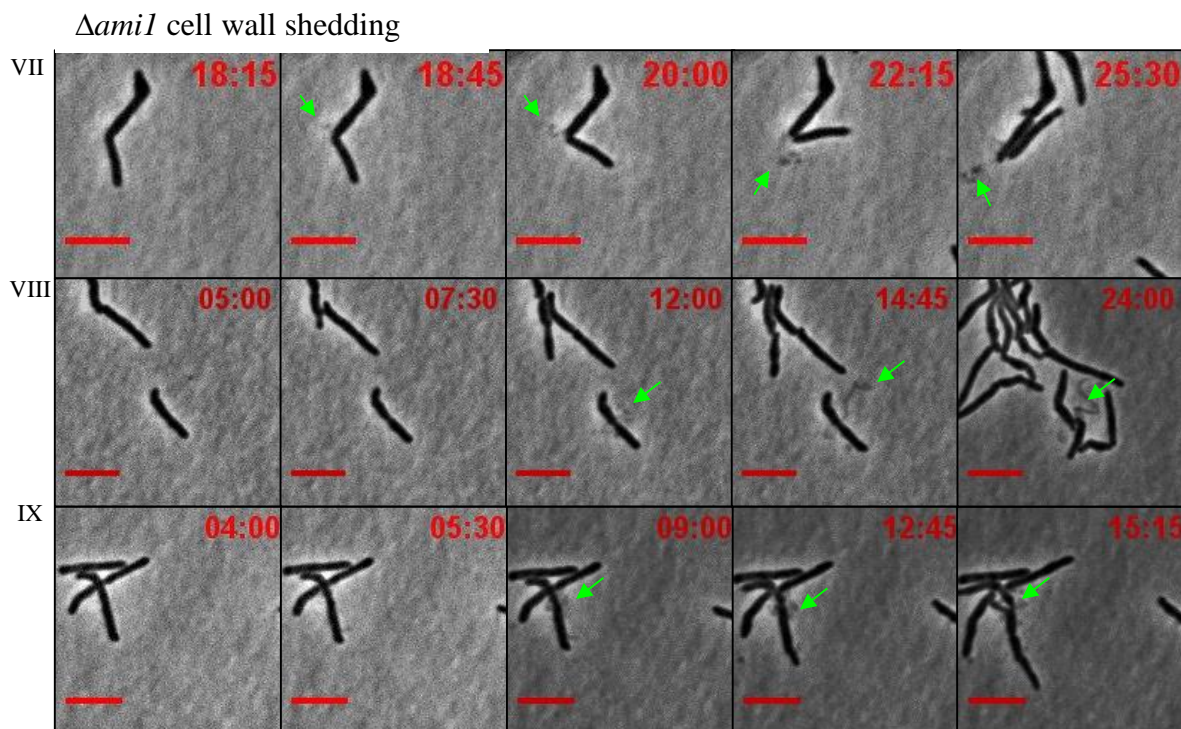 Δami1 cell wall shedding
VII 18:15 18:45 20:00 22:15 25:30
VIII 05:00 07:30 12:00 14:45 24:00
IX 04:00 05:30 09:00 12:45 15:15